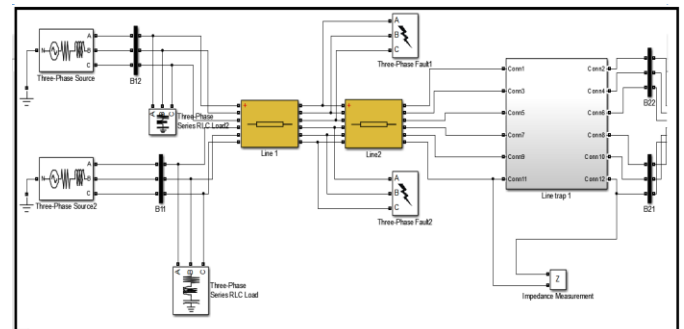 N
A
B
C
Three-Phase Source
B12
A B C
Three-Phase
Series RLC Load2
Line 1
Line2
A
B
C
Three-Phase Fault1
Conn1
Conn3
Conn5
Conn7
Conn9
Conn11
Conn2
Conn4
Conn6
Conn8
Conn10
Conn12
Line trap 1
B22
B21
N
A
B
C
Three-Phase Source2
B11
A
B
C
Three-Phase Fault2
A B C
Three-Phase
Series RLC Load
Z
Impedance Measurement